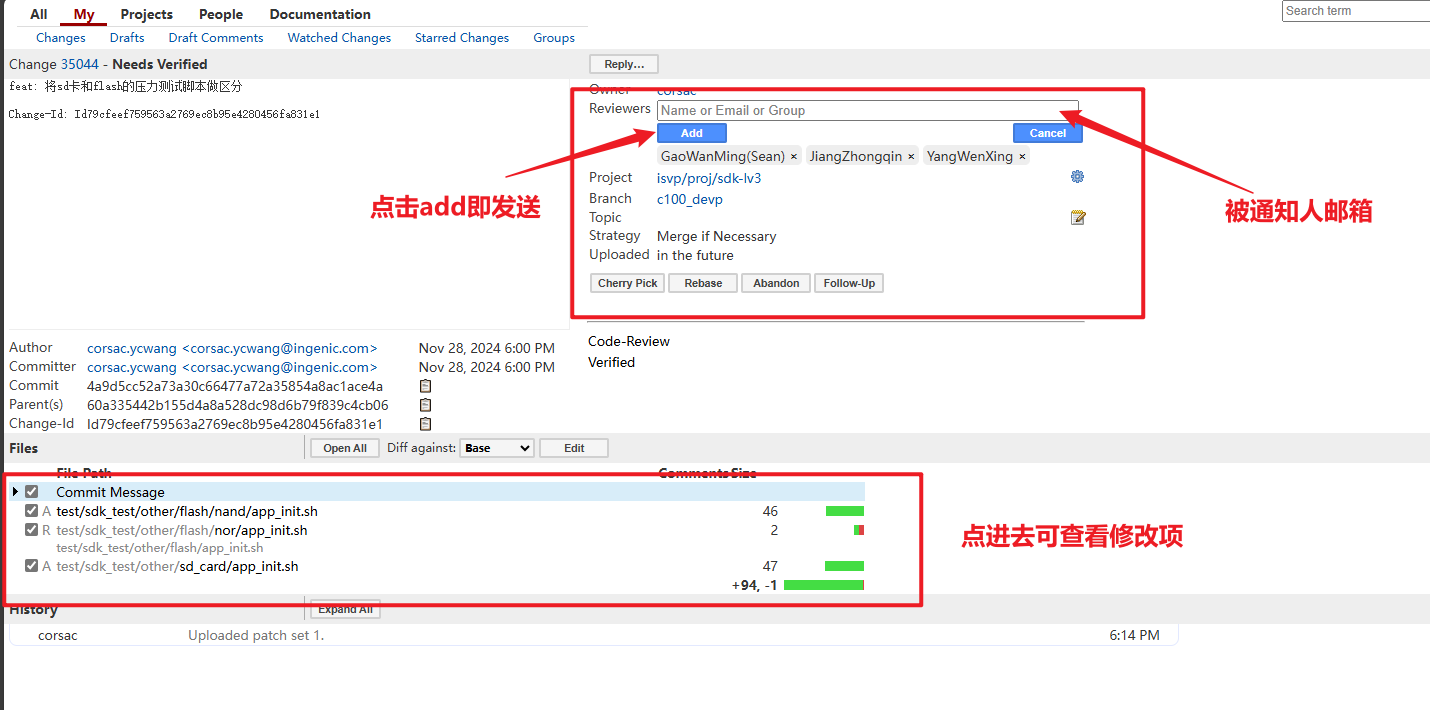 All My Projects People Documentation
Search term
Changes Drafts Draft Comments Watched Changes Starred Changes Groups
Change 35044 - Needs Verified
Reply…
feat: 将sd卡和flash的压力测试脚本做区分
Change-Id: Id79cfeef759563a2769ec8b95e4280456fa831e1
Owner corsac
Reviewers Name or Email or Group
Add Cancel
GaoWanMing(Sean) × JiangZhongqin × YangWenXing ×
Project isvp/proj/sdk-lv3
Branch c100_devp
Topic
Strategy Merge if Necessary
Uploaded in the future
Cherry Pick Rebase Abandon Follow-Up
点击add即发送
被通知人邮箱
Code-Review
Verified
Author corsac.ycwang <corsac.ycwang@ingenic.com> Nov 28, 2024 6:00 PM
Committer corsac.ycwang <corsac.ycwang@ingenic.com> Nov 28, 2024 6:00 PM
Commit 4a9d5cc52a73a30c66477a72a35854a8ac1ace4a
Parent(s) 60a335442b155d4a8a528dc98d6b79f839c4cb06
Change-Id Id79cfeef759563a2769ec8b95e4280456fa831e1
Files Open All Diff against: Base Edit
File Path Comments Size
Commit Message
A test/sdk_test/other/flash/nand/app_init.sh 46
R test/sdk_test/other/flash/nor/app_init.sh 2
test/sdk_test/other/flash/app_init.sh
A test/sdk_test/other/sd_card/app_init.sh 47
+94, -1
点进去可查看修改项
History Expand All
corsac Uploaded patch set 1. 6:14 PM